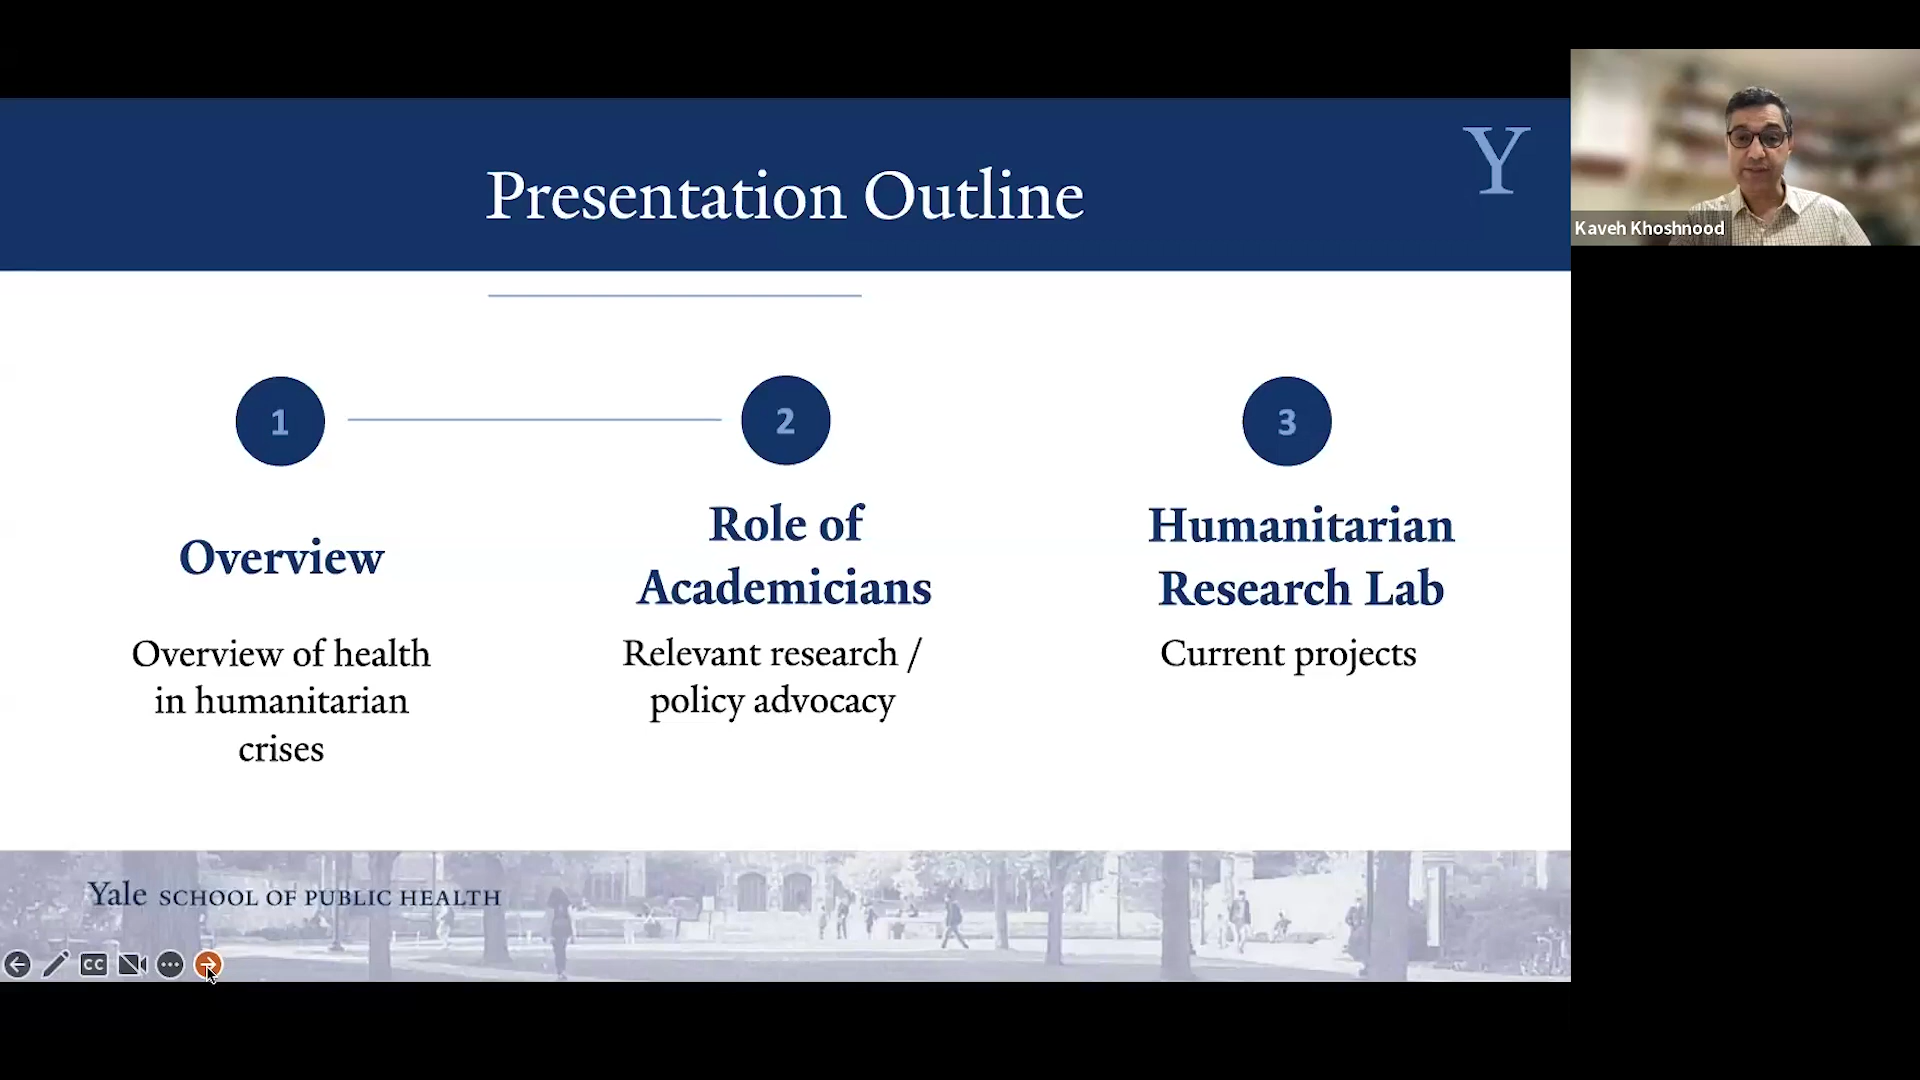 Presentation Outline
Y
Kaveh Khoshnood
1
2
3
Overview
Role of
Academicians
Humanitarian
Research Lab
Overview of health
in humanitarian
crises
Relevant research /
policy advocacy
Current projects
Yale SCHOOL OF PUBLIC HEALTH
CC